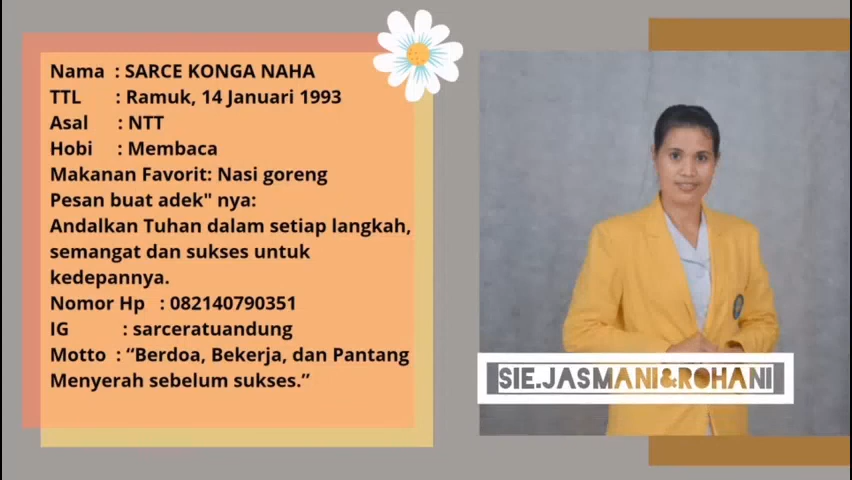 Nama : SARCE KONGA NAHA
TTL : Ramuk, 14 Januari 1993
Asal : NTT
Hobi : Membaca
Makanan Favorit: Nasi goreng
Pesan buat adek" nya:
Andalkan Tuhan dalam setiap langkah,
semangat dan sukses untuk
kedepannya.
Nomor Hp : 082140790351
IG : sarceratuandung
Motto : “Berdoa, Bekerja, dan Pantang
Menyerah sebelum sukses.”
SIE.JASMANI&ROHANI